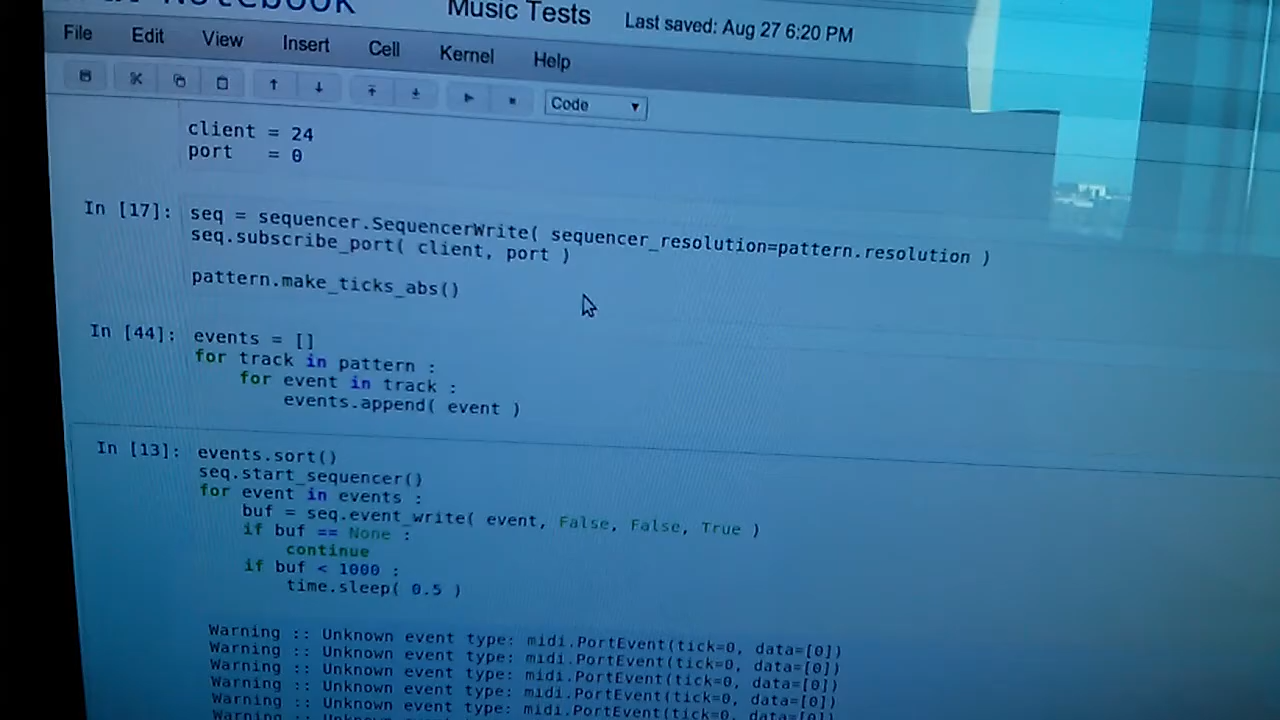 Notebook
Music Tests
Last saved: Aug 27 6:20 PM
File Edit View Insert Cell Kernel Help
Code
client = 24
port   = 0
In [17]: seq = sequencer.SequencerWrite( sequencer_resolution=pattern.resolution )
seq.subscribe_port( client, port )
pattern.make_ticks_abs()
In [44]: events = []
for track in pattern :
    for event in track :
        events.append( event )
In [13]: events.sort()
seq.start_sequencer()
for event in events :
    buf = seq.event_write( event, False, False, True )
    if buf == None :
        continue
    if buf < 1000 :
        time.sleep( 0.5 )
Warning :: Unknown event type: midi.PortEvent(tick=0, data=[0])
Warning :: Unknown event type: midi.PortEvent(tick=0, data=[0])
Warning :: Unknown event type: midi.PortEvent(tick=0, data=[0])
Warning :: Unknown event type: midi.PortEvent(tick=0, data=[0])
Warning :: Unknown event type: midi.PortEvent(tick=0, data=[0])